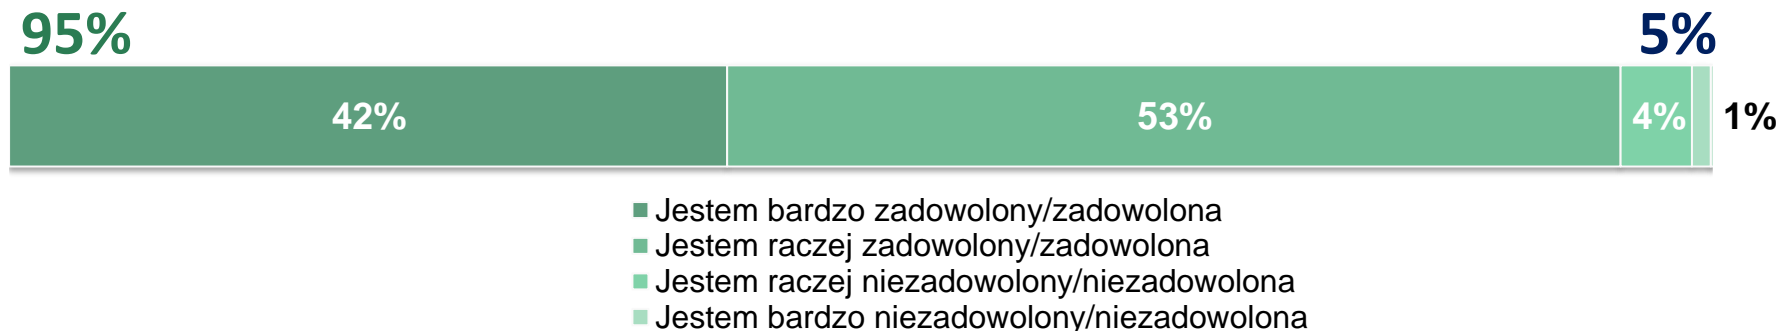 95% 5%
42% 53% 4% 1%
Jestem bardzo zadowolony/zadowolona
Jestem raczej zadowolony/zadowolona
Jestem raczej niezadowolony/niezadowolona
Jestem bardzo niezadowolony/niezadowolona